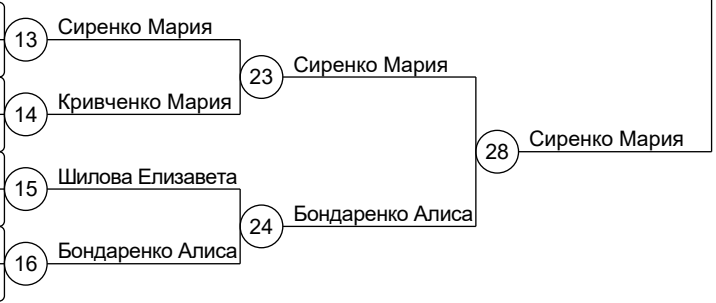 13 Сиренко Мария
23 Сиренко Мария
14 Кривченко Мария
28 Сиренко Мария
15 Шилова Елизавета
24 Бондаренко Алиса
16 Бондаренко Алиса